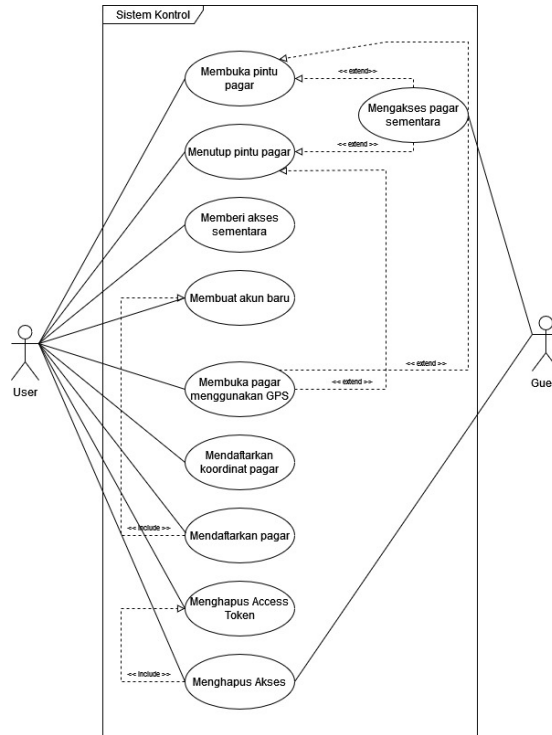 Sistem Kontrol
Membuka pintu
pagar
<< extend>>
Mengakses pagar
sementara
Menutup pintu pagar
<< extend >>
Memberi akses
sementara
Membuat akun baru
User
Membuka pagar
menggunakan GPS
<< extend >>
<< extend >>
Gue
Mendaftarkan
koordinat pagar
<< include >>
Mendaftarkan pagar
Menghapus Access
Token
<< include >>
Menghapus Akses